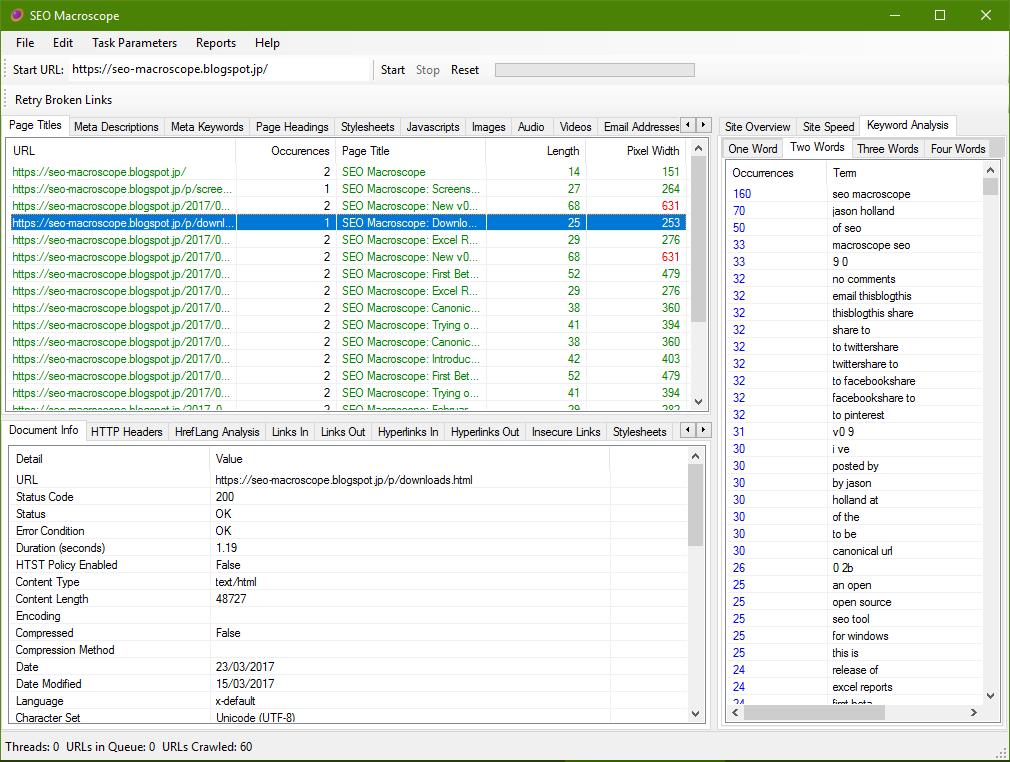 SEO Macroscope
File Edit Task Parameters Reports Help
Start URL: https://seo-macroscope.blogspot.jp/ Start Stop Reset
Retry Broken Links
Page Titles Meta Descriptions Meta Keywords Page Headings Stylesheets Javascripts Images Audio Videos Email Addresses
URL Occurences Page Title Length Pixel Width
https://seo-macroscope.blogspot.jp/ 2 SEO Macroscope 14 151
https://seo-macroscope.blogspot.jp/p/scree... 1 SEO Macroscope: Screens... 27 264
https://seo-macroscope.blogspot.jp/2017/0... 2 SEO Macroscope: New v0... 68 631
https://seo-macroscope.blogspot.jp/p/downl... 1 SEO Macroscope: Downlo... 25 253
https://seo-macroscope.blogspot.jp/2017/0... 2 SEO Macroscope: Excel R... 29 276
https://seo-macroscope.blogspot.jp/2017/0... 2 SEO Macroscope: New v0... 68 631
https://seo-macroscope.blogspot.jp/2017/0... 2 SEO Macroscope: First Bet... 52 479
https://seo-macroscope.blogspot.jp/2017/0... 2 SEO Macroscope: Excel R... 29 276
https://seo-macroscope.blogspot.jp/2017/0... 2 SEO Macroscope: Canonic... 38 360
https://seo-macroscope.blogspot.jp/2017/0... 2 SEO Macroscope: Trying o... 41 394
https://seo-macroscope.blogspot.jp/2017/0... 2 SEO Macroscope: Canonic... 38 360
https://seo-macroscope.blogspot.jp/2017/0... 2 SEO Macroscope: Introduc... 42 403
https://seo-macroscope.blogspot.jp/2017/0... 2 SEO Macroscope: First Bet... 52 479
https://seo-macroscope.blogspot.jp/2017/0... 2 SEO Macroscope: Trying o... 41 394
https://seo-macroscope.blogspot.jp/2017/0... 2 SEO Macroscope: Februar... 29 282
Document Info HTTP Headers HrefLang Analysis Links In Links Out Hyperlinks In Hyperlinks Out Insecure Links Stylesheets
Detail Value
URL https://seo-macroscope.blogspot.jp/p/downloads.html
Status Code 200
Status OK
Error Condition OK
Duration (seconds) 1.19
HTST Policy Enabled False
Content Type text/html
Content Length 48727
Encoding
Compressed False
Compression Method
Date 23/03/2017
Date Modified 15/03/2017
Language x-default
Character Set Unicode (UTF-8)
Site Overview Site Speed Keyword Analysis
One Word Two Words Three Words Four Words
Occurrences Term
160 seo macroscope
70 jason holland
50 of seo
33 macroscope seo
33 9 0
32 no comments
32 email thisblogthis
32 thisblogthis share
32 share to
32 to twittershare
32 twittershare to
32 to facebookshare
32 facebookshare to
32 to pinterest
31 v0 9
30 i ve
30 posted by
30 by jason
30 holland at
30 of the
30 to be
30 canonical url
26 0 2b
25 an open
25 open source
25 seo tool
25 for windows
25 this is
24 release of
24 excel reports
24 first beta
Threads: 0 URLs in Queue: 0 URLs Crawled: 60